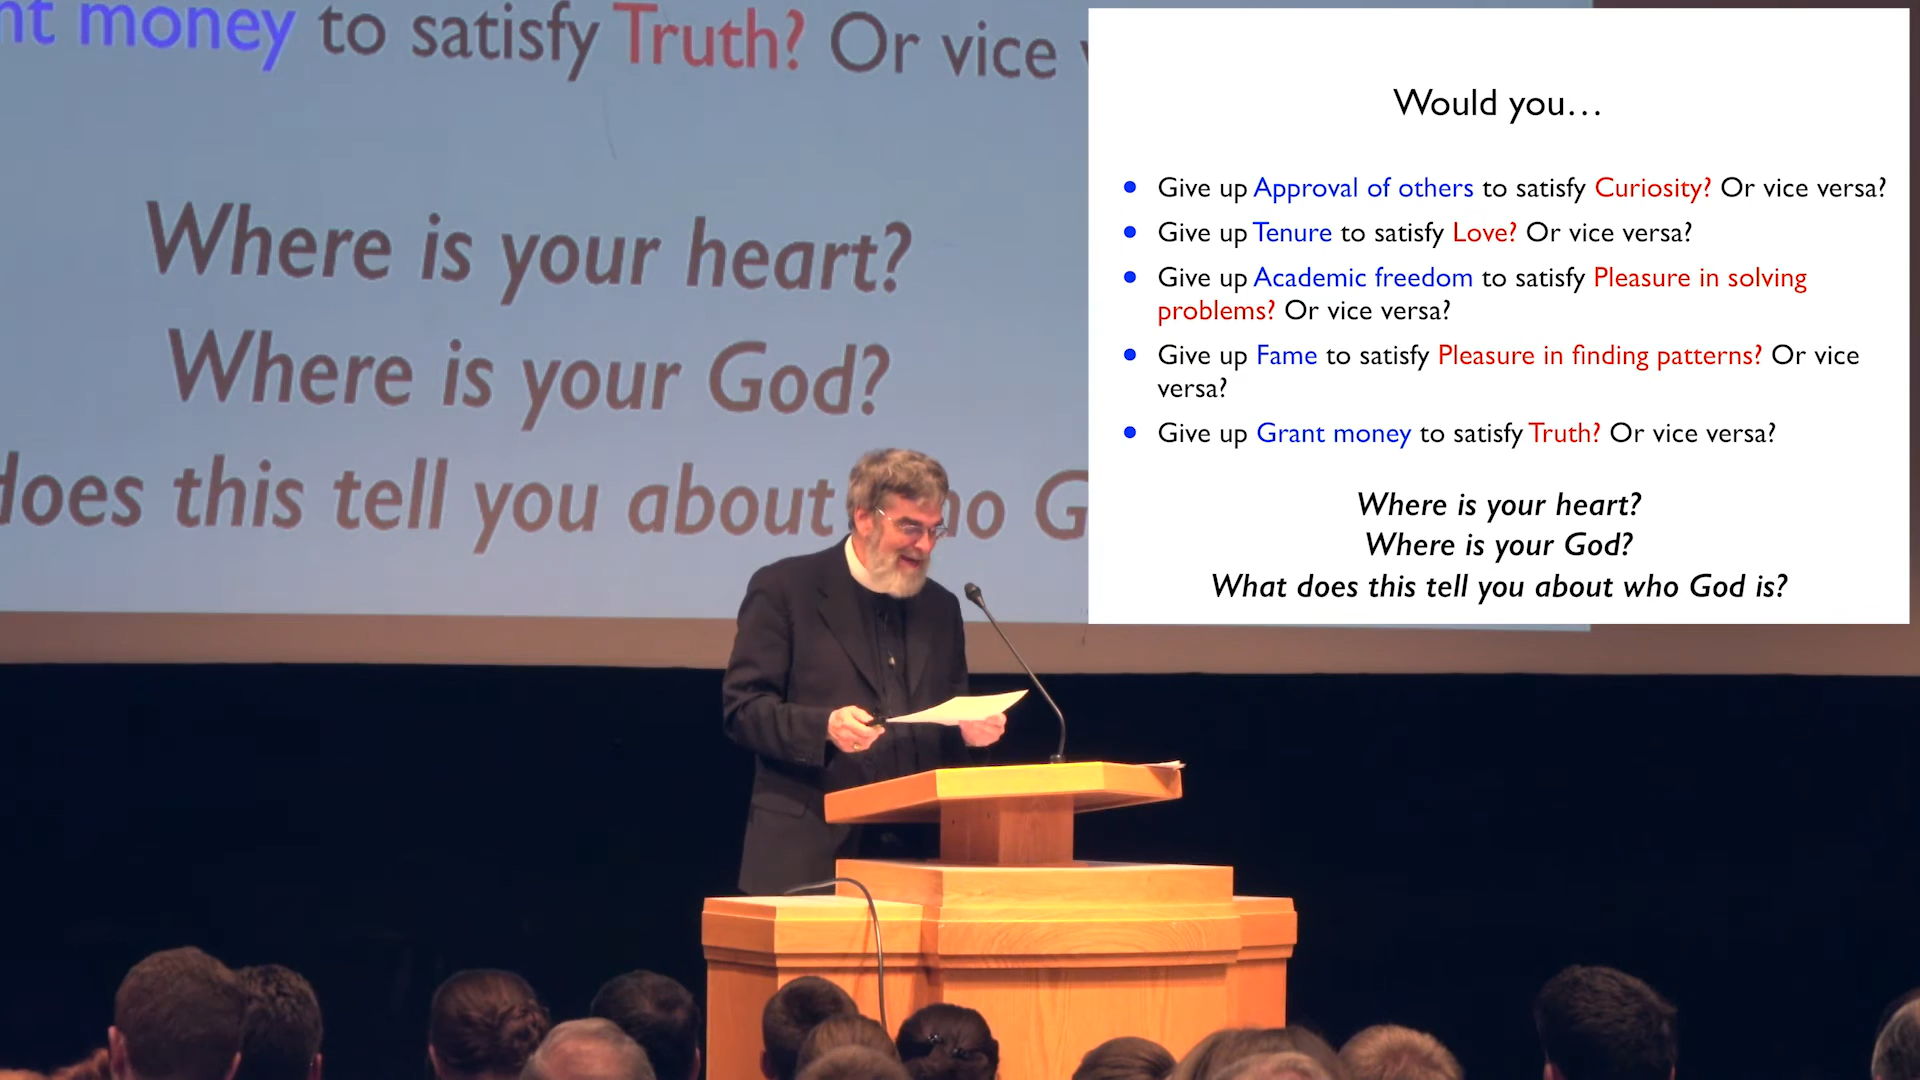 nt money to satisfy Truth? Or vice
Where is your heart?
Where is your God?
does this tell you about who G
Would you...
• Give up Approval of others to satisfy Curiosity? Or vice versa?
• Give up Tenure to satisfy Love? Or vice versa?
• Give up Academic freedom to satisfy Pleasure in solving
problems? Or vice versa?
• Give up Fame to satisfy Pleasure in finding patterns? Or vice
versa?
• Give up Grant money to satisfy Truth? Or vice versa?
Where is your heart?
Where is your God?
What does this tell you about who God is?